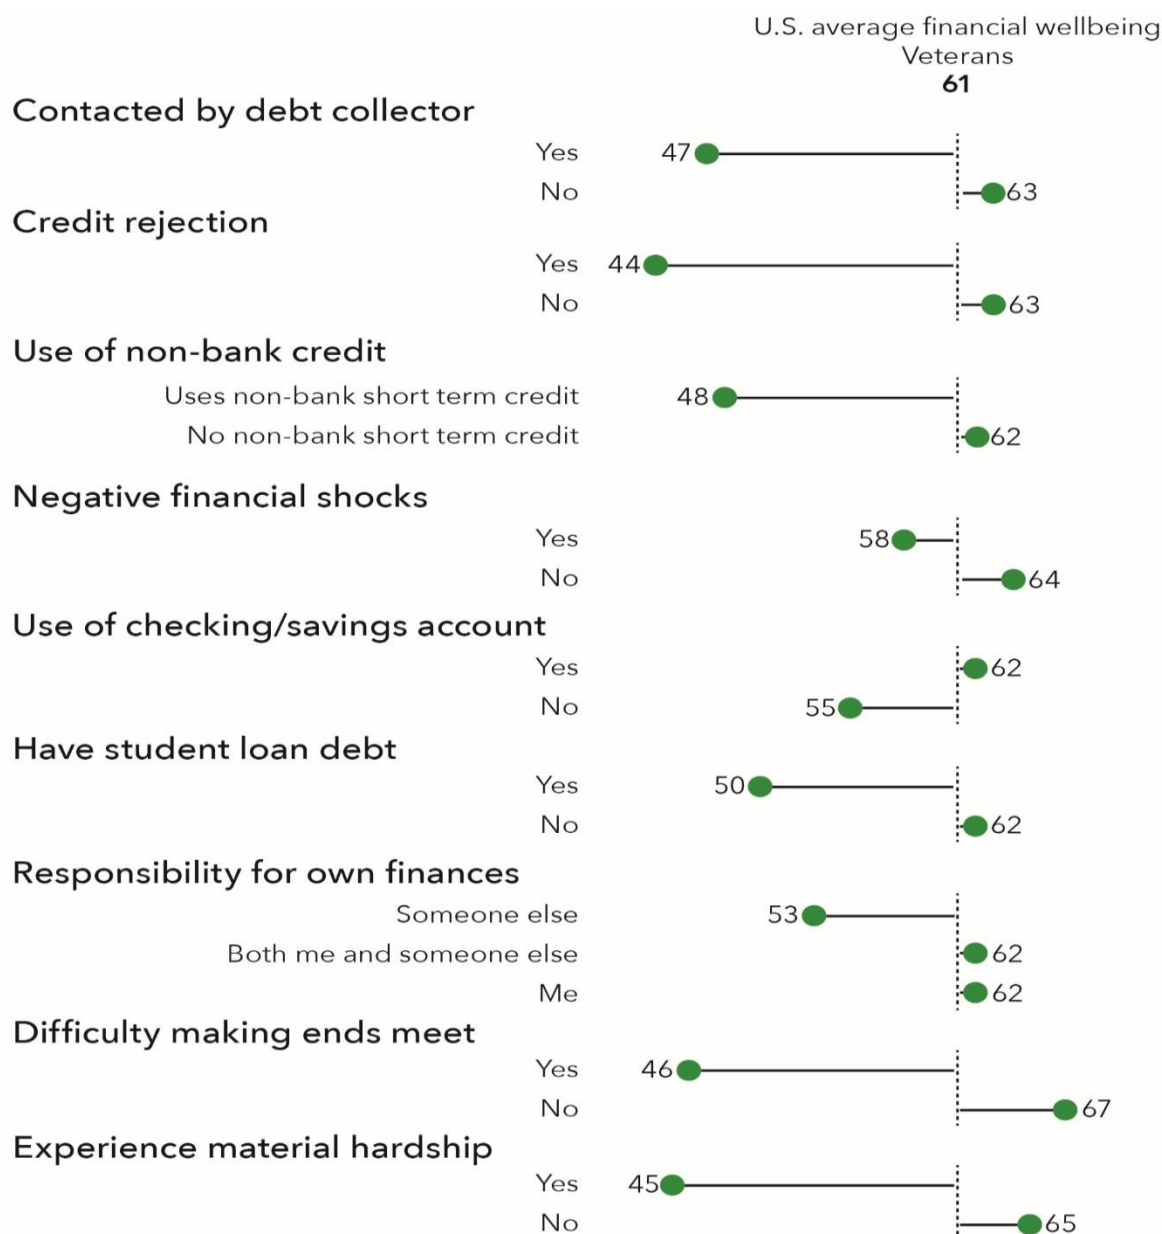 U.S. average financial wellbeing
Veterans
61
Contacted by debt collector
Yes 47
No 63
Credit rejection
Yes 44
No 63
Use of non-bank credit
Uses non-bank short term credit 48
No non-bank short term credit 62
Negative financial shocks
Yes 58
No 64
Use of checking/savings account
Yes 62
No 55
Have student loan debt
Yes 50
No 62
Responsibility for own finances
Someone else 53
Both me and someone else 62
Me 62
Difficulty making ends meet
Yes 46
No 67
Experience material hardship
Yes 45
No 65